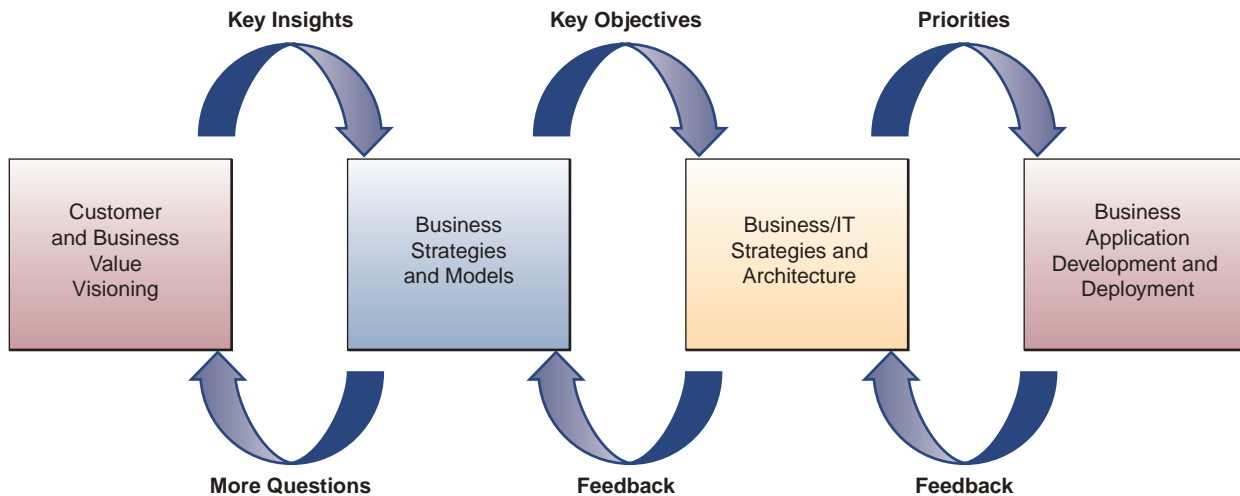 Key Insights
Key Objectives
Priorities
Customer
and Business
Value
Visioning
Business
Strategies
and Models
Business/IT
Strategies and
Architecture
Business
Application
Development and
Deployment
More Questions
Feedback
Feedback